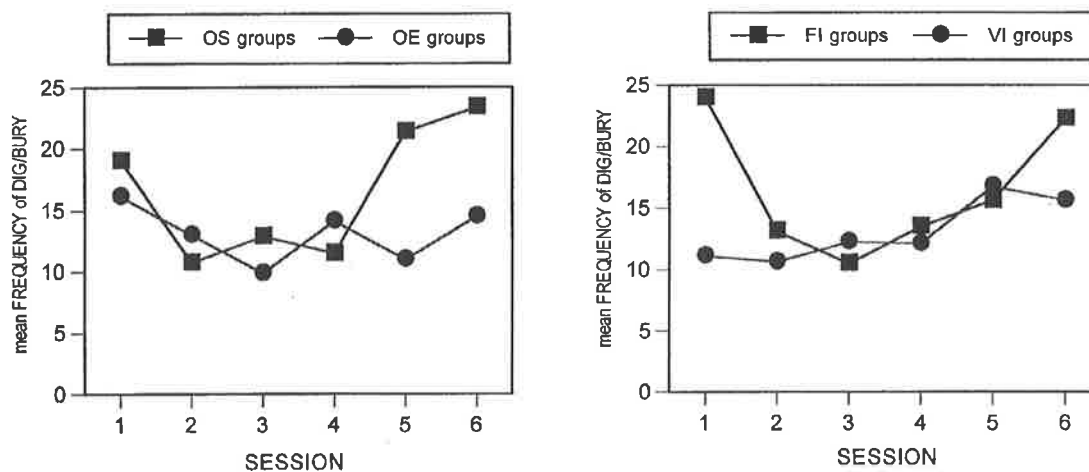 OS groups OE groups
mean FREQUENCY of DIG/BURY
25
20
15
10
5
0
1 2 3 4 5 6
SESSION
FI groups VI groups
mean FREQUENCY of DIG/BURY
25
20
15
10
5
0
1 2 3 4 5 6
SESSION